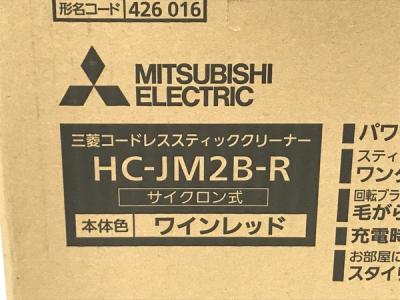 形名コード 426 016
MITSUBISHI
ELECTRIC
三菱コードレススティッククリーナー
HC-JM2B-R
サイクロン式
本体色 ワインレッド
パワ
スティ
ワンタ
回転ブラ
毛がら
充電時
お部屋に
スタイリ